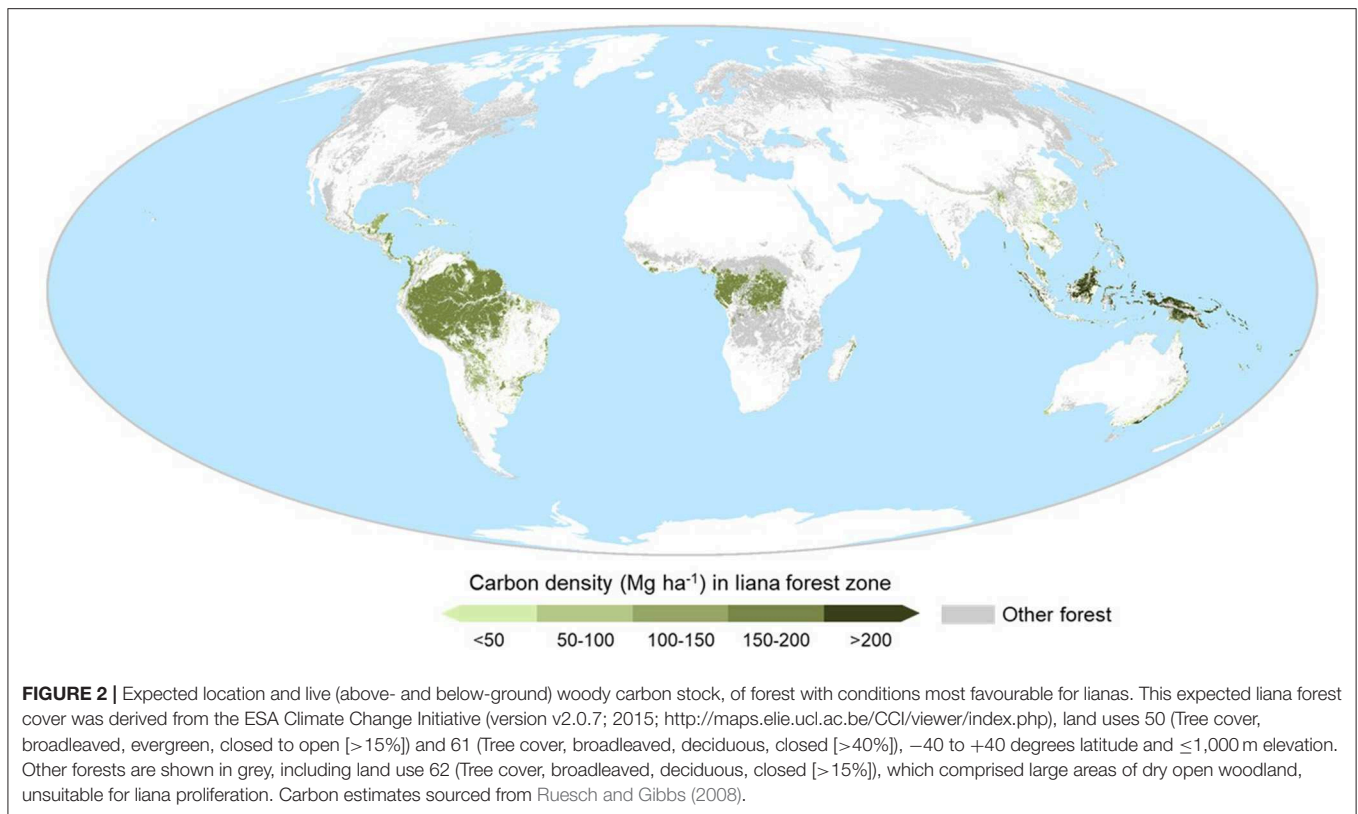 Carbon density (Mg ha-1) in liana forest zone
<50 50-100 100-150 150-200 >200
Other forest
FIGURE 2 | Expected location and live (above- and below-ground) woody carbon stock, of forest with conditions most favourable for lianas. This expected liana forest
cover was derived from the ESA Climate Change Initiative (version v2.0.7; 2015; http://maps.elie.ucl.ac.be/CCI/viewer/index.php), land uses 50 (Tree cover,
broadleaved, evergreen, closed to open [>15%]) and 61 (Tree cover, broadleaved, deciduous, closed [>40%]), −40 to +40 degrees latitude and ≤1,000 m elevation.
Other forests are shown in grey, including land use 62 (Tree cover, broadleaved, deciduous, closed [>15%]), which comprised large areas of dry open woodland,
unsuitable for liana proliferation. Carbon estimates sourced from Ruesch and Gibbs (2008).